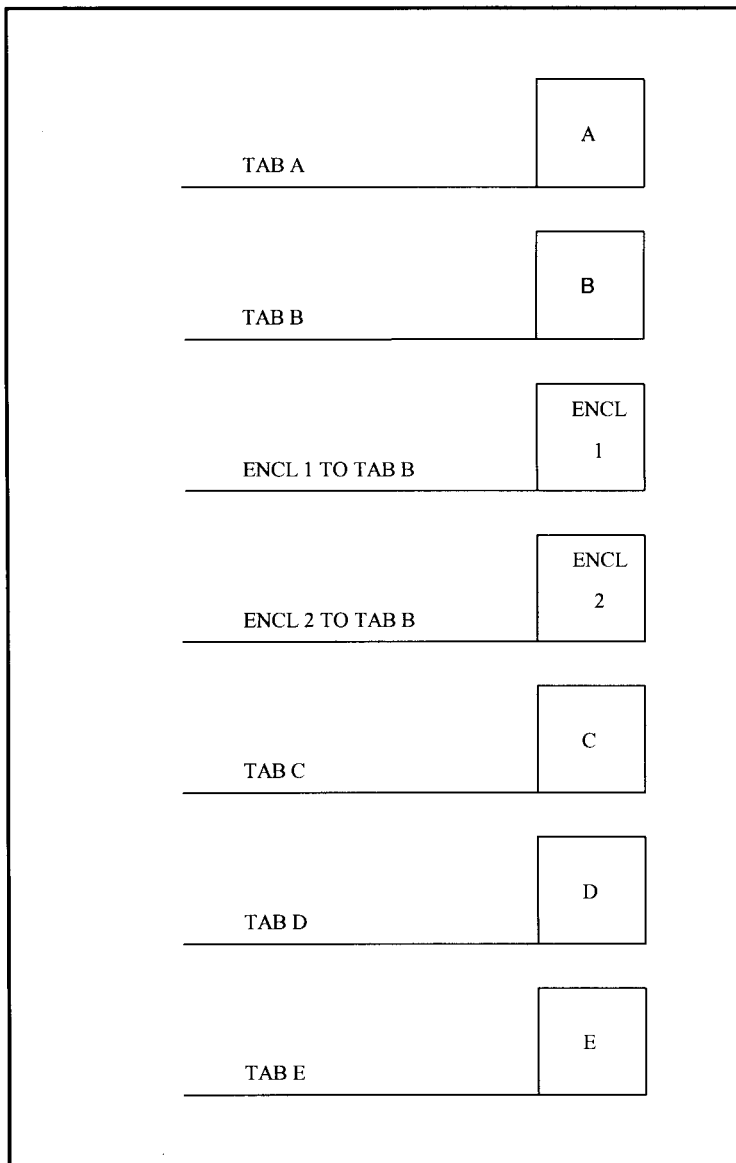 A
TAB A
B
TAB B
ENCL
1
ENCL 1 TO TAB B
ENCL
2
ENCL 2 TO TAB B
C
TAB C
D
TAB D
E
TAB E